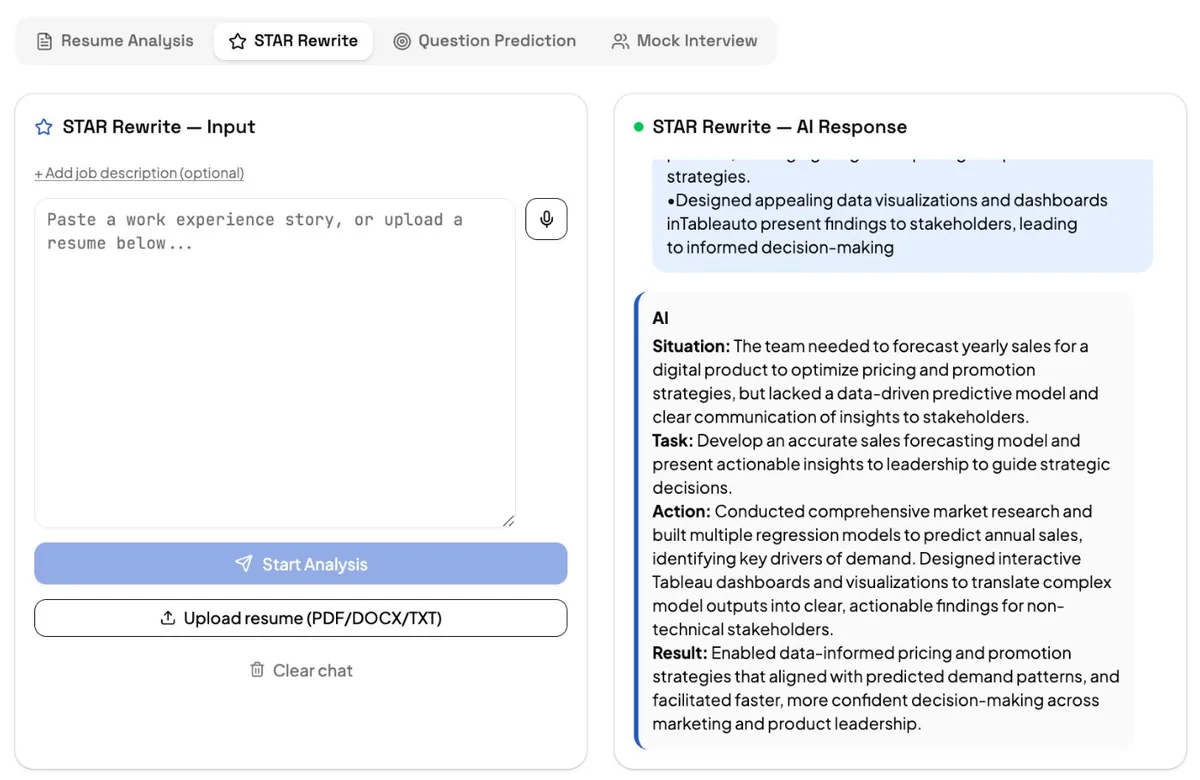 Resume Analysis
STAR Rewrite
Question Prediction
Mock Interview
STAR Rewrite — Input
+ Add job description (optional)
Paste a work experience story, or upload a
resume below...
Start Analysis
Upload resume (PDF/DOCX/TXT)
Clear chat
STAR Rewrite — AI Response
strategies.
•Designed appealing data visualizations and dashboards
inTableauto present findings to stakeholders, leading
to informed decision-making
AI
Situation: The team needed to forecast yearly sales for a
digital product to optimize pricing and promotion
strategies, but lacked a data-driven predictive model and
clear communication of insights to stakeholders.
Task: Develop an accurate sales forecasting model and
present actionable insights to leadership to guide strategic
decisions.
Action: Conducted comprehensive market research and
built multiple regression models to predict annual sales,
identifying key drivers of demand. Designed interactive
Tableau dashboards and visualizations to translate complex
model outputs into clear, actionable findings for non-
technical stakeholders.
Result: Enabled data-informed pricing and promotion
strategies that aligned with predicted demand patterns, and
facilitated faster, more confident decision-making across
marketing and product leadership.